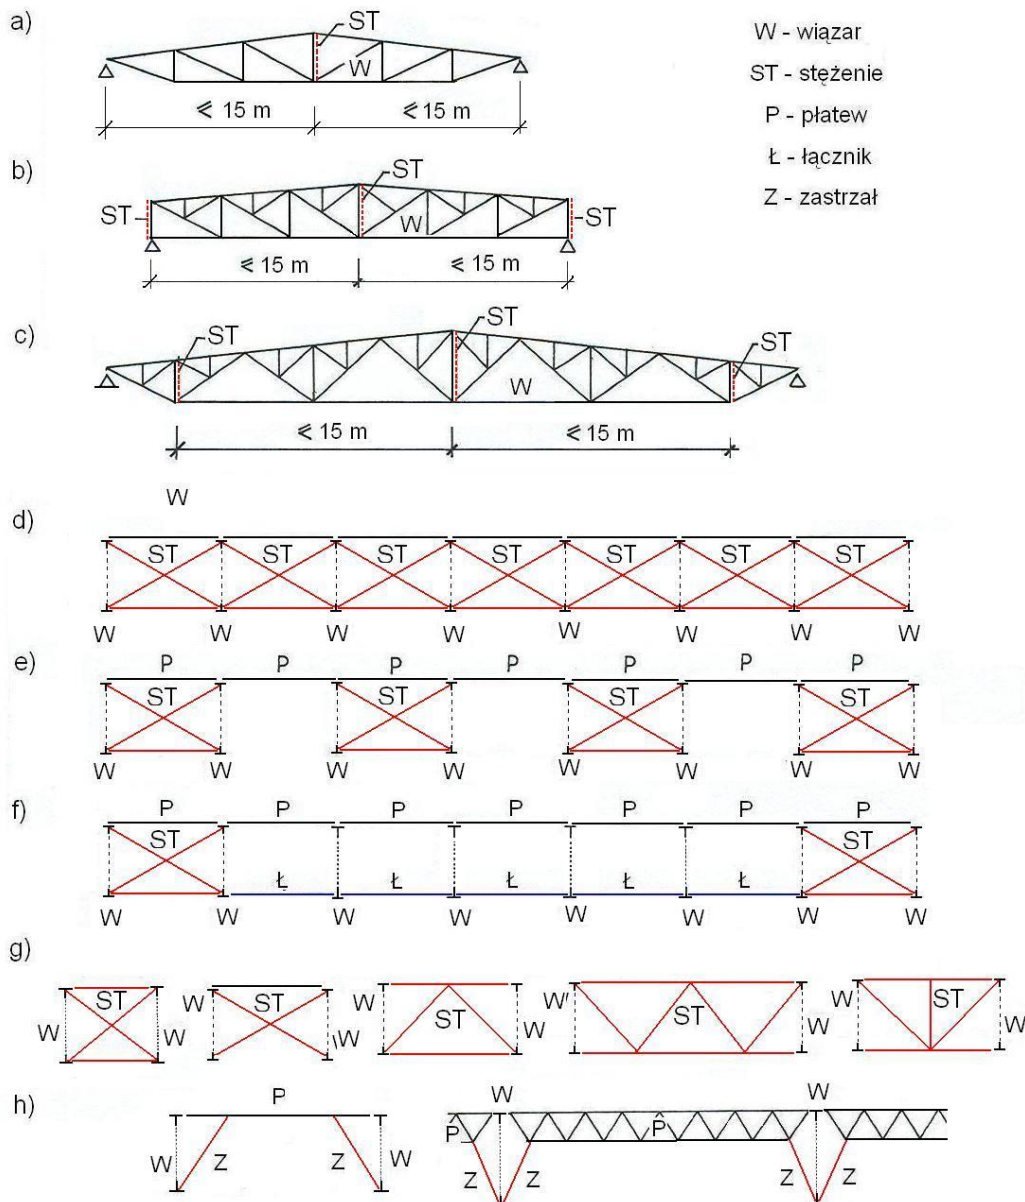 a)
ST
W
≤ 15 m ≤ 15 m
W - wiązar
ST - stężenie
P - płatew
Ł - łącznik
Z - zastrzał
b)
ST
ST W ST
≤ 15 m ≤ 15 m
c)
ST ST ST
W
≤ 15 m ≤ 15 m
W
d)
ST ST ST ST ST ST ST
W W W W W W W W
e)
P P P P P P P
ST ST ST ST
W W W W W W W W
f)
P P P P P P P
ST ST
Ł Ł Ł Ł Ł
W W W W W W W W
g)
ST W ST W W ST W ST
W W W ST W ST W W
h)
P W W
P P
W Z Z W Z Z Z Z